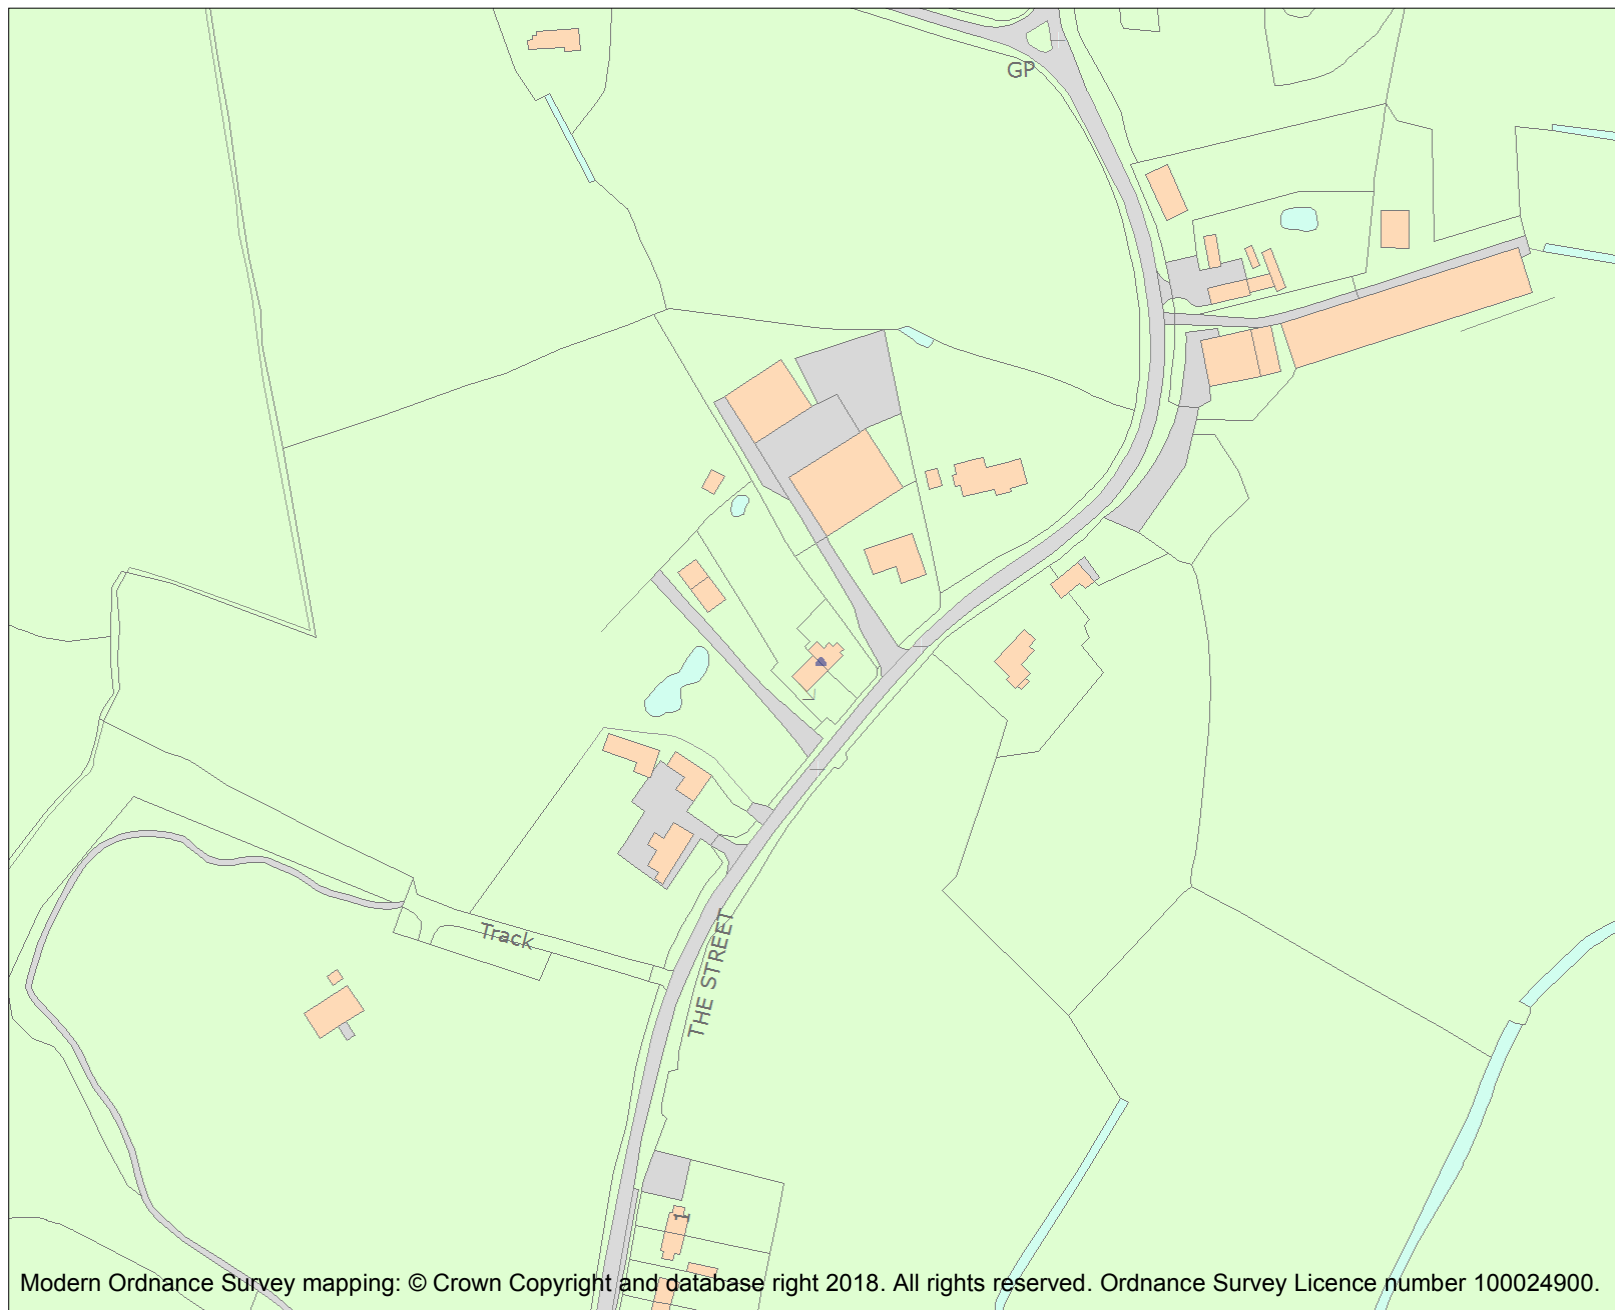 GP
Track
THE STREET
1
Modern Ordnance Survey mapping: © Crown Copyright and database right 2018. All rights reserved. Ordnance Survey Licence number 100024900.